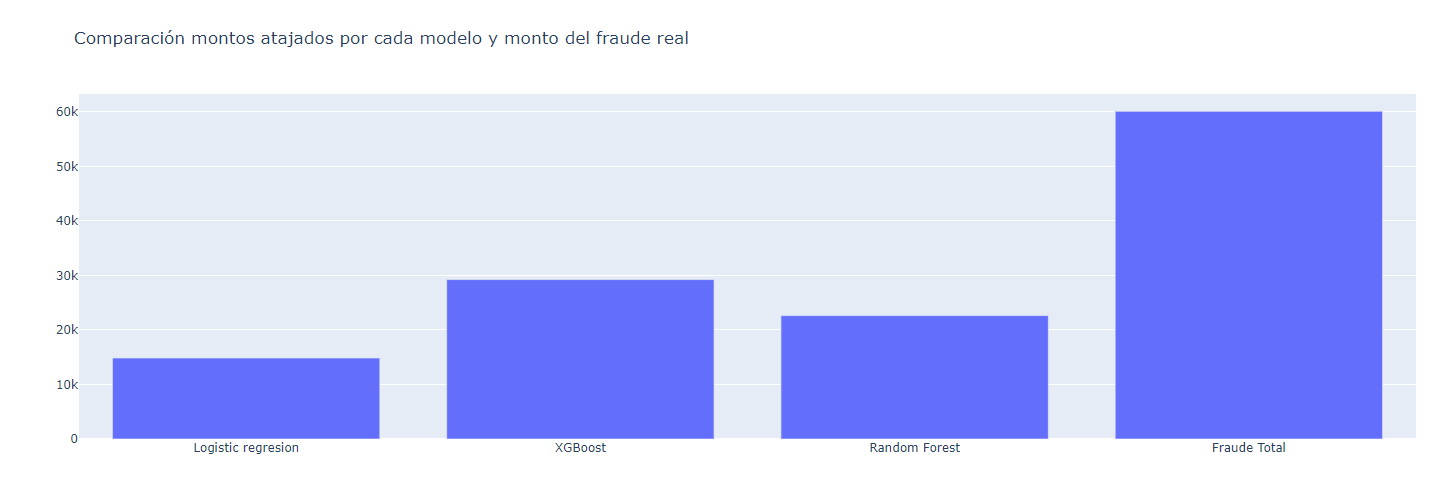 Comparación montos atajados por cada modelo y monto del fraude real
60k
50k
40k
30k
20k
10k
0
Logistic regresion XGBoost Random Forest Fraude Total